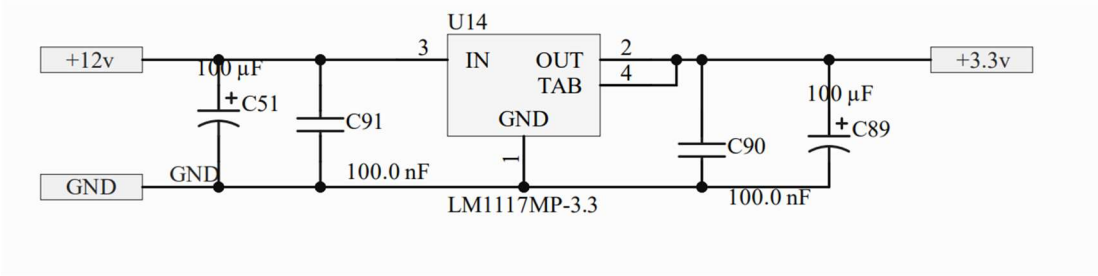 U14
+12v
100 µF
+
C51
C91
3
IN
OUT
2
TAB
4
GND
1
+3.3v
100 µF
+
C89
C90
GND
GND
100.0 nF
LM1117MP-3.3
100.0 nF